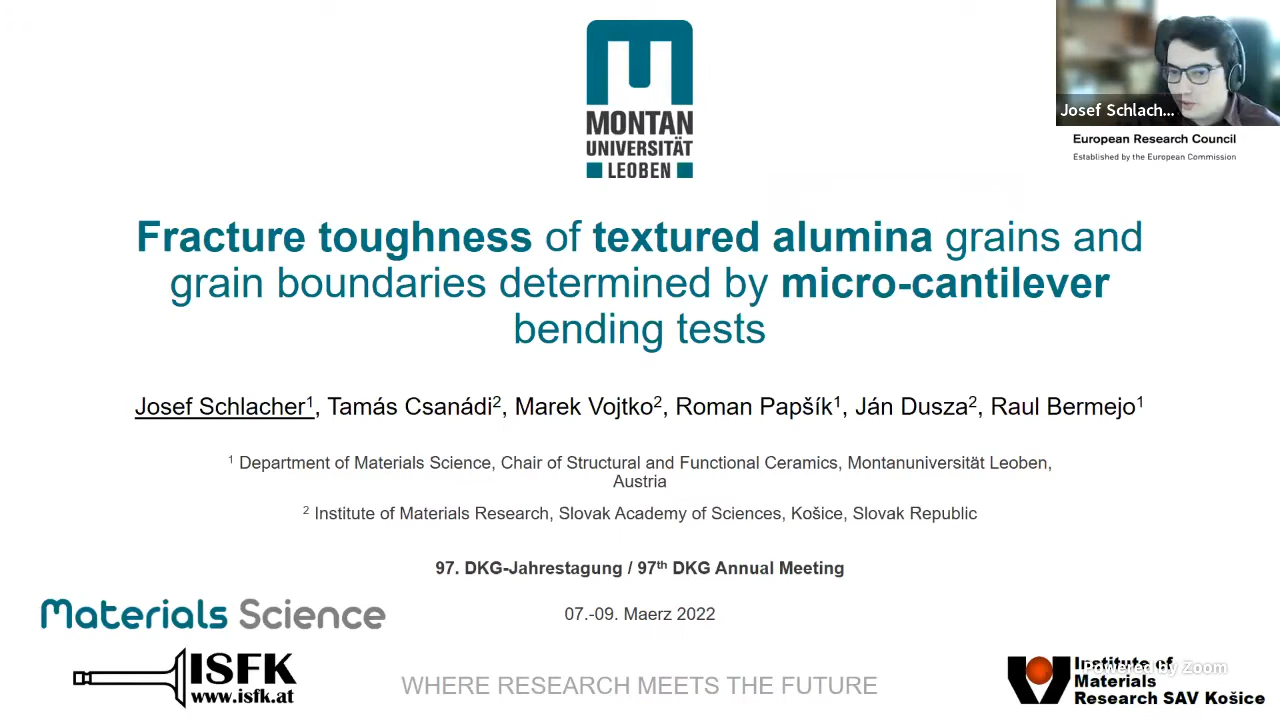 MONTAN
UNIVERSITÄT
LEOBEN
Josef Schlach...
European Research Council
Established by the European Commission
Fracture toughness of textured alumina grains and
grain boundaries determined by micro-cantilever
bending tests
Josef Schlacher¹, Tamás Csanádi², Marek Vojtko², Roman Papšík¹, Ján Dusza², Raul Bermejo¹
¹ Department of Materials Science, Chair of Structural and Functional Ceramics, Montanuniversität Leoben,
Austria
² Institute of Materials Research, Slovak Academy of Sciences, Košice, Slovak Republic
97. DKG-Jahrestagung / 97th DKG Annual Meeting
07.-09. Maerz 2022
Materials Science
ISFK
www.isfk.at
WHERE RESEARCH MEETS THE FUTURE
Powered by Zoom
Institute of
Materials
Research SAV Košice